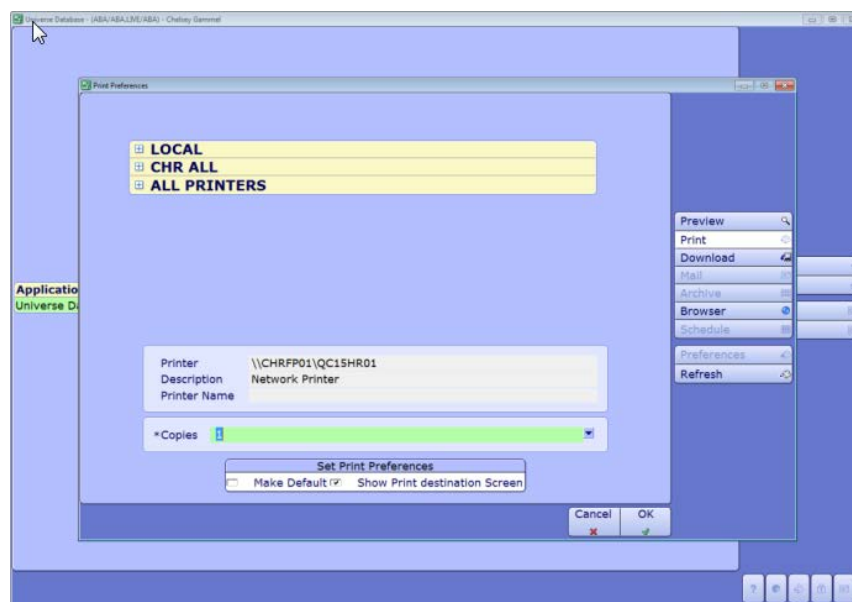 Universe Database - (ABA/ABA.LIVE/ABA) - Chelsey Gammel
Print Preferences
LOCAL
CHR ALL
ALL PRINTERS
Preview
Print
Download
Mail
Archive
Browser
Schedule
Preferences
Refresh
Applicatio
Universe Da
Printer \\CHRFP01\QC15HR01
Description Network Printer
Printer Name
*Copies 1
Set Print Preferences
Make Default Show Print destination Screen
Cancel OK